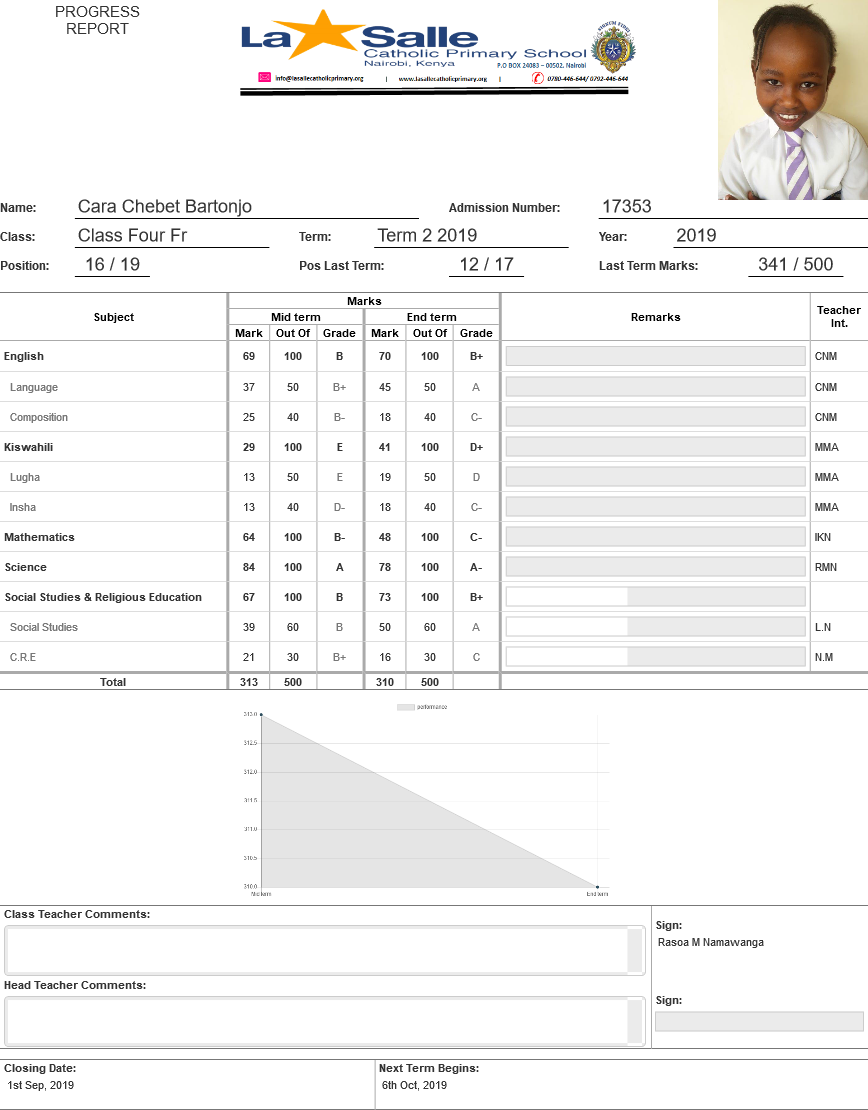 PROGRESS
REPORT
La Salle
Catholic Primary School
Nairobi, Kenya
P.O BOX 24083 – 00502, Nairobi
info@lasallecatholicprimary.org | www.lasallecatholicprimary.org | 0780-446-644/ 0792-446-644
Name: Cara Chebet Bartonjo Admission Number: 17353
Class: Class Four Fr Term: Term 2 2019 Year: 2019
Position: 16 / 19 Pos Last Term: 12 / 17 Last Term Marks: 341 / 500
Subject Marks Remarks Teacher Int.
Mid term End term
Mark Out Of Grade Mark Out Of Grade
English 69 100 B 70 100 B+ CNM
Language 37 50 B+ 45 50 A CNM
Composition 25 40 B- 18 40 C- CNM
Kiswahili 29 100 E 41 100 D+ MMA
Lugha 13 50 E 19 50 D MMA
Insha 13 40 D- 18 40 C- MMA
Mathematics 64 100 B- 48 100 C- IKN
Science 84 100 A 78 100 A- RMN
Social Studies & Religious Education 67 100 B 73 100 B+
Social Studies 39 60 B 50 60 A L.N
C.R.E 21 30 B+ 16 30 C N.M
Total 313 500 310 500
performance
313.0
312.5
312.0
311.5
311.0
310.5
310.0
Mid term End term
Class Teacher Comments:
Sign:
Rasoa M Namawanga
Head Teacher Comments:
Sign:
Closing Date: Next Term Begins:
1st Sep, 2019 6th Oct, 2019